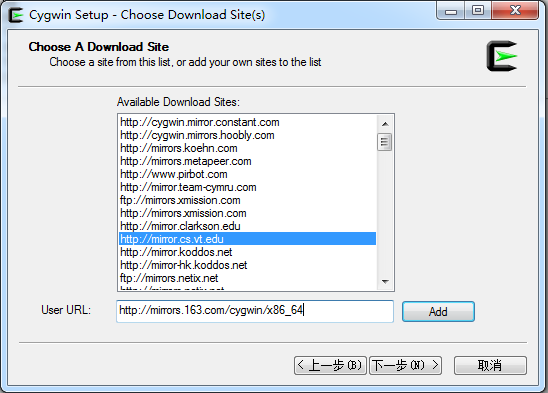 Cygwin Setup - Choose Download Site(s)
Choose A Download Site
Choose a site from this list, or add your own sites to the list
Available Download Sites:
http://cygwin.mirror.constant.com
http://cygwin.mirrors.hoobly.com
http://mirrors.koehn.com
http://mirrors.metapeer.com
http://www.pirbot.com
http://mirror.team-cymru.com
ftp://mirrors.xmission.com
http://mirrors.xmission.com
http://mirror.clarkson.edu
http://mirror.cs.vt.edu
http://mirror.koddos.net
http://mirror-hk.koddos.net
ftp://mirrors.netix.net
User URL:
http://mirrors.163.com/cygwin/x86_64
Add
< 上一步(B)
下一步(N) >
取消